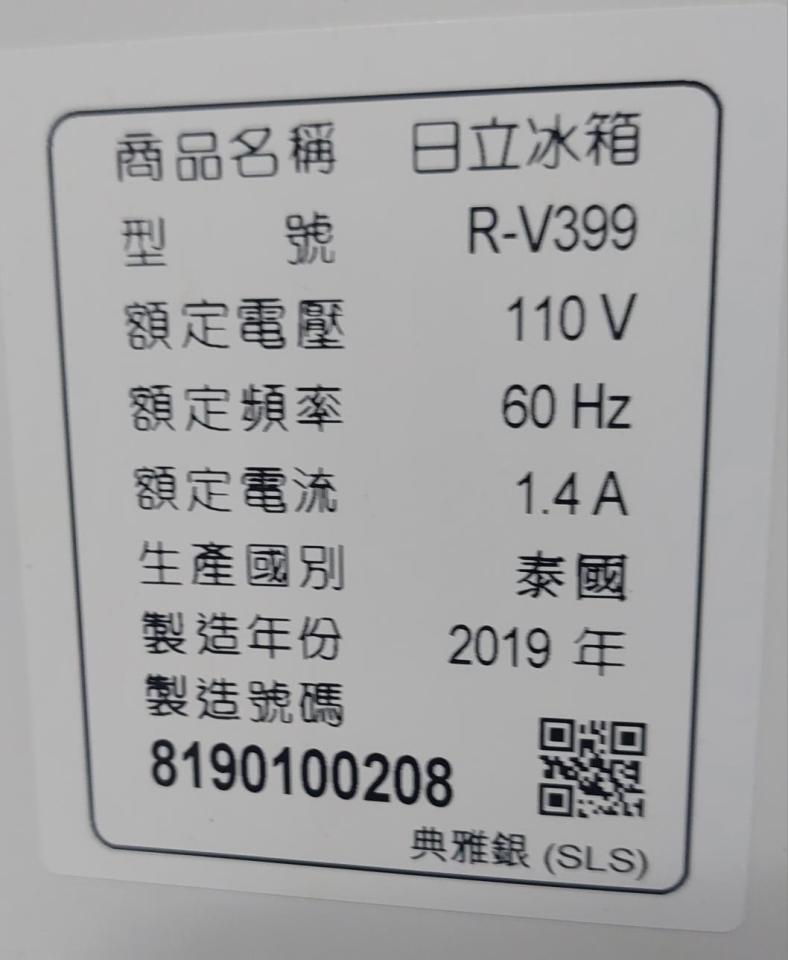 商品名稱 日立冰箱
型 號 R-V399
額定電壓 110 V
額定頻率 60 Hz
額定電流 1.4 A
生產國別 泰國
製造年份 2019 年
製造號碼
8190100208
典雅銀 (SLS)